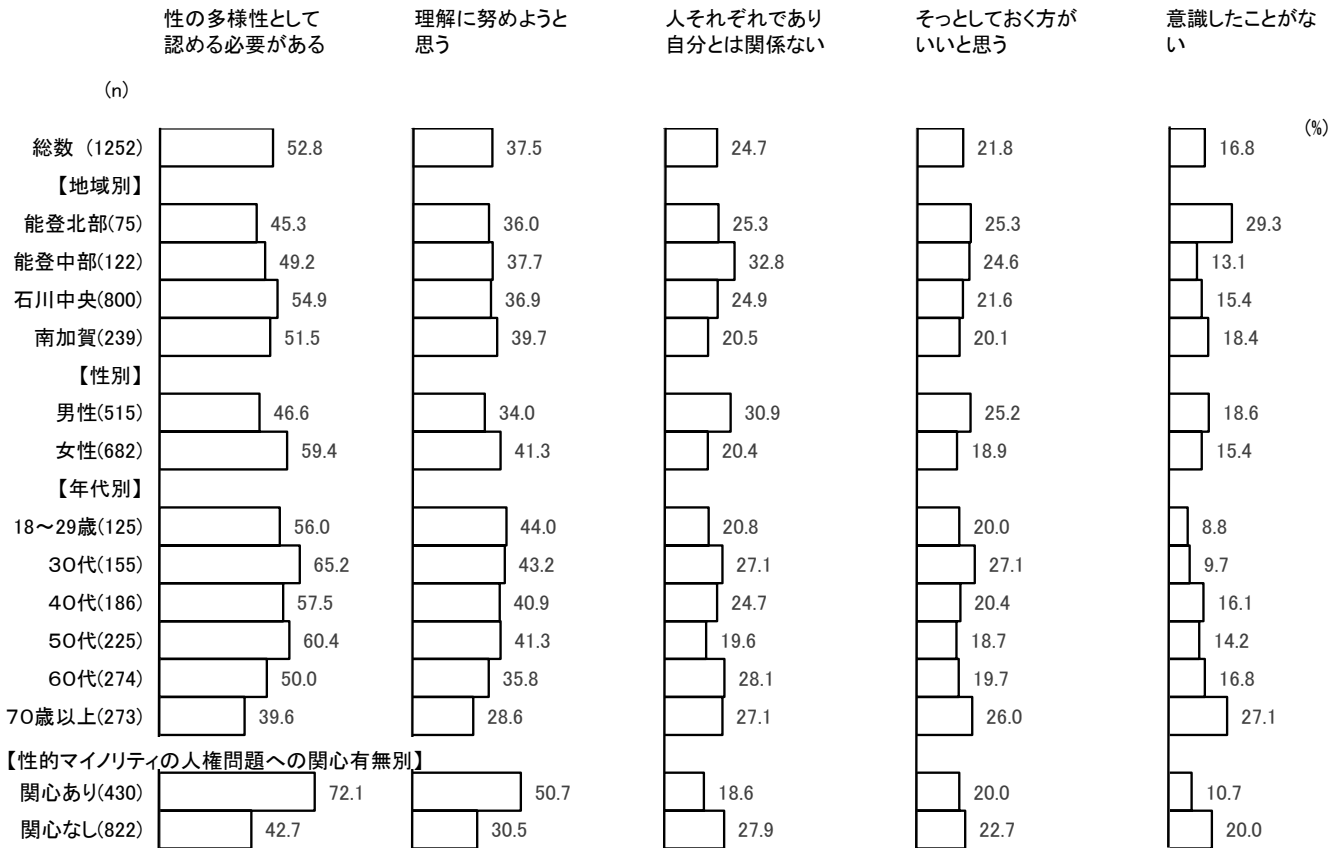 性の多様性として 理解に努めようと 人それぞれであり そっとしておく方が 意識したことがな
認める必要がある 思う 自分とは関係ない いいと思う い
(n)
(%)
総数 (1252) 52.8 37.5 24.7 21.8 16.8
【地域別】
能登北部(75) 45.3 36.0 25.3 25.3 29.3
能登中部(122) 49.2 37.7 32.8 24.6 13.1
石川中央(800) 54.9 36.9 24.9 21.6 15.4
南加賀(239) 51.5 39.7 20.5 20.1 18.4
【性別】
男性(515) 46.6 34.0 30.9 25.2 18.6
女性(682) 59.4 41.3 20.4 18.9 15.4
【年代別】
18～29歳(125) 56.0 44.0 20.8 20.0 8.8
３０代(155) 65.2 43.2 27.1 27.1 9.7
４０代(186) 57.5 40.9 24.7 20.4 16.1
５０代(225) 60.4 41.3 19.6 18.7 14.2
６０代(274) 50.0 35.8 28.1 19.7 16.8
７０歳以上(273) 39.6 28.6 27.1 26.0 27.1
【性的マイノリティの人権問題への関心有無別】
関心あり(430) 72.1 50.7 18.6 20.0 10.7
関心なし(822) 42.7 30.5 27.9 22.7 20.0